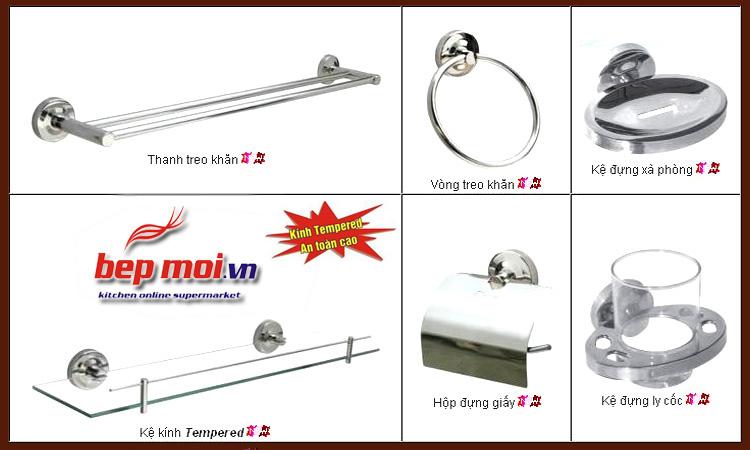 Thanh treo khăn
Vòng treo khăn
Kệ đựng xà phòng
Kính Tempered
An toàn cao
bep moi.vn
kitchen online supermarket
Kệ kính Tempered
Hộp đựng giấy
Kệ đựng ly cốc